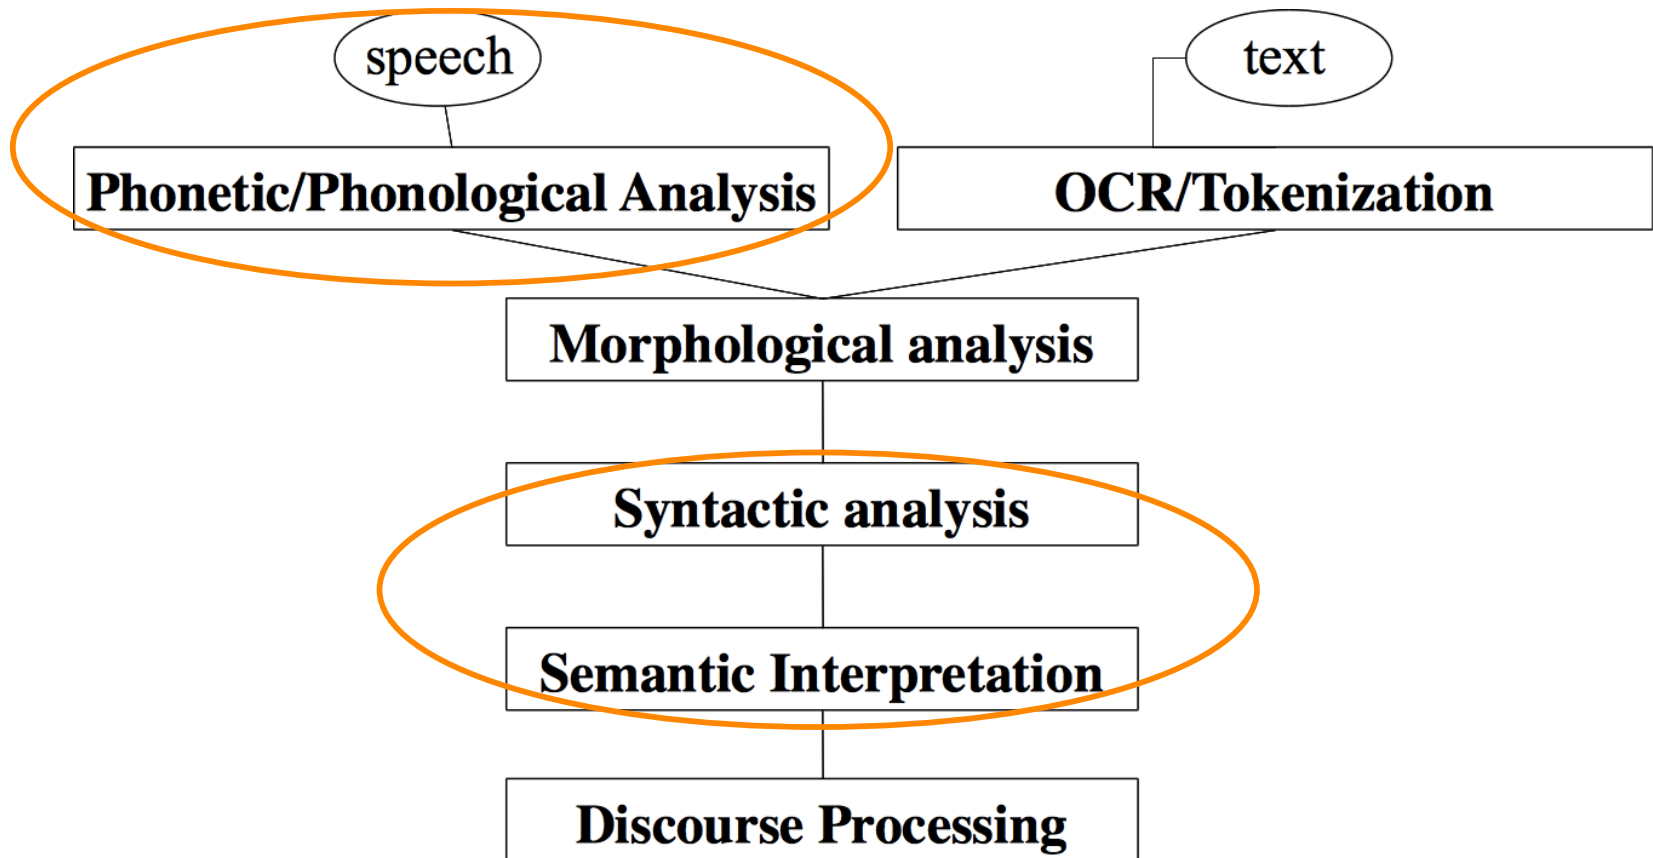 speech
text
Phonetic/Phonological Analysis
OCR/Tokenization
Morphological analysis
Syntactic analysis
Semantic Interpretation
Discourse Processing